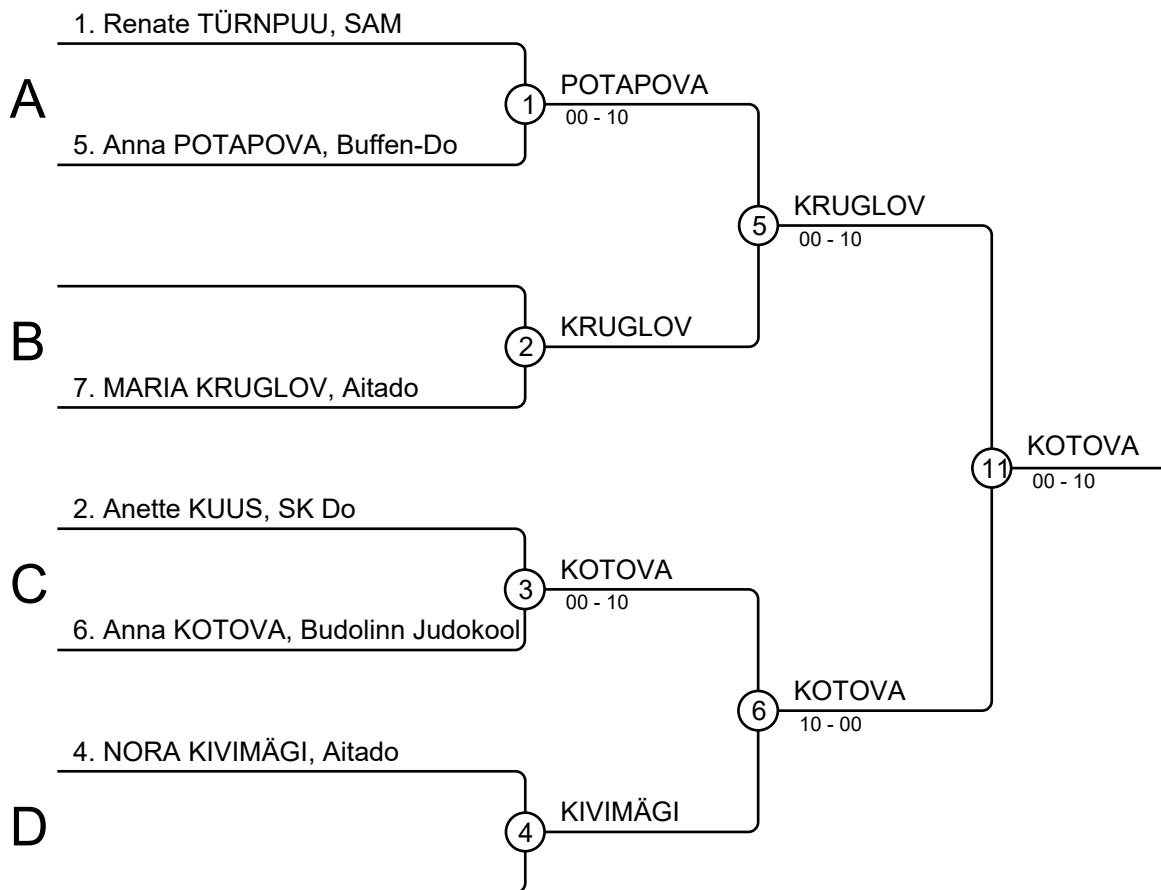 1. Renate TÜRNPUU, SAM
A
1
POTAPOVA
00 - 10
5. Anna POTAPOVA, Buffen-Do
5
KRUGLOV
00 - 10
B
2
KRUGLOV
7. MARIA KRUGLOV, Aitado
11
KOTOVA
00 - 10
2. Anette KUUS, SK Do
C
3
KOTOVA
00 - 10
6. Anna KOTOVA, Budolinn Judokool
6
KOTOVA
10 - 00
4. NORA KIVIMÄGI, Aitado
D
4
KIVIMÄGI